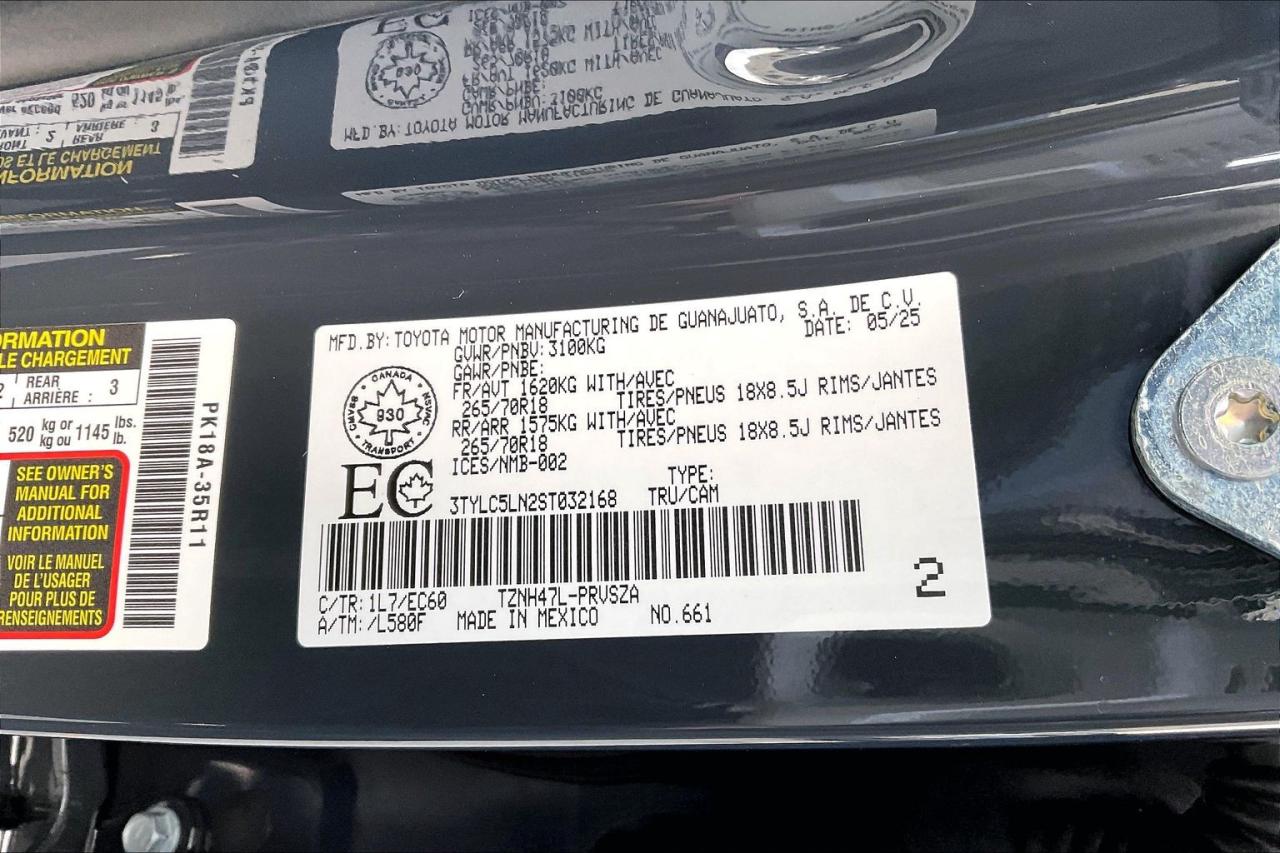 MFD.BY: TOYOTA MOTOR MANUFACTURING DE GUANAJUATO, S.A. DE C.V.
GVWR/PNBV: 3100KG DATE: 05/25
GAWR/PNBE:
FR/AUT 1620KG WITH/AVEC
265/70R18 TIRES/PNEUS 18X8.5J RIMS/JANTES
RR/ARR 1575KG WITH/AVEC
265/70R18 TIRES/PNEUS 18X8.5J RIMS/JANTES
ICES/NMB-002
CANADA
930
TRANSPORT
NSVAC
EC
TYPE:
3TYLC5LN2ST032168 TRU/CAM
C/TR: 1L7/EC60 TZNH47L-PRVSZA
A/TM: /L580F MADE IN MEXICO NO.661
2
ORMATION
LE CHARGEMENT
2 REAR
ARRIÈRE : 3
520 kg or
kg ou 1145 lbs.
lb.
SEE OWNER'S
MANUAL FOR
ADDITIONAL
INFORMATION
VOIR LE MANUEL
DE L'USAGER
POUR PLUS DE
RENSEIGNEMENTS
PK18A-35R11